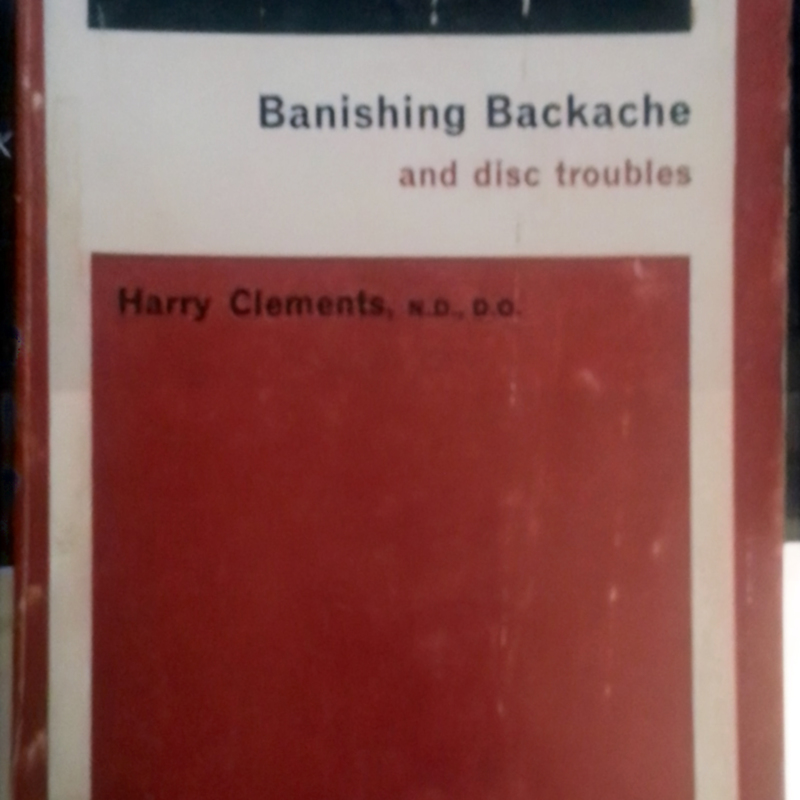 Banishing Backache
and disc troubles
Harry Clements, N.D., D.O.